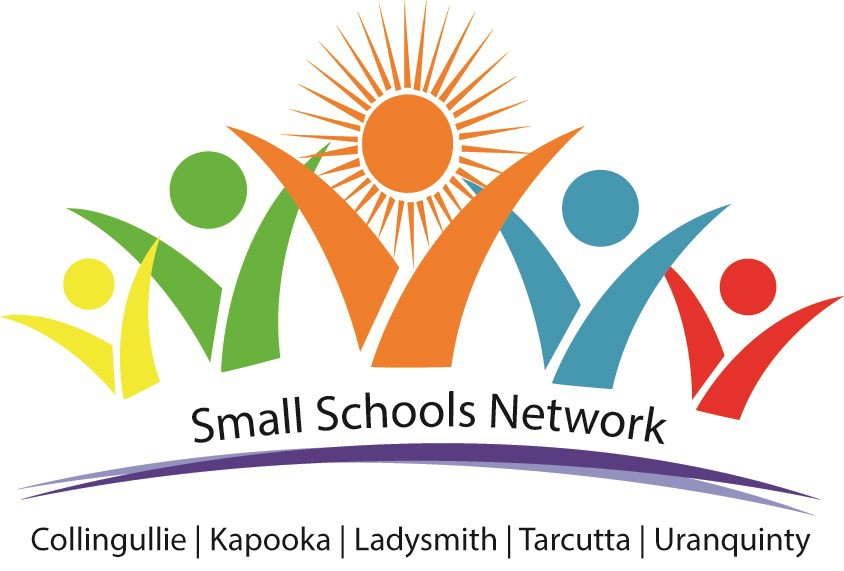 Small Schools Network
Collingullie | Kapooka | Ladysmith | Tarcutta | Uranquinty